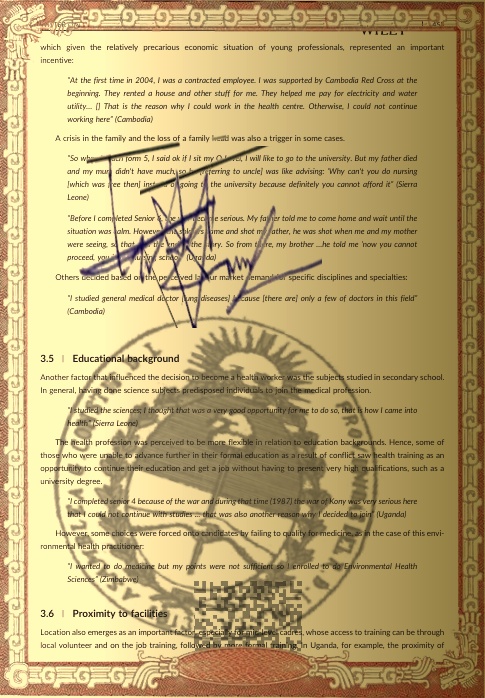 WILEY
which given the relatively precarious economic situation of young professionals, represented an important
incentive:
"At the first time in 2004, I was a contracted employee. I was supported by Cambodia Red Cross at the
beginning. They rented a house and other stuff for me. They helped me pay for electricity and water
utility... [] That is the reason why I could work in the health centre. Otherwise, I could not continue
working here" (Cambodia)
A crisis in the family and the loss of a family was also a trigger in some cases.
"So form 5, I said ok if I sit my I will like to go to the university. But my father died
and my mum didn't have much, so referring to uncle] was like advising: 'Why can't you do nursing
[which was free then] instead going the university because definitely you cannot afford it" (Sierra
Leone)
"Before I completed Senior serious. My father told me to come home and wait until the
situation was calm. However and shot my father, he was shot when me and my mother
were seeing, so that So from there, my brother ...he told me 'now you cannot
proceed, school" (Uganda)
Others decided based on the perceived labour market demand for specific disciplines and specialties:
"I studied general medical doctor [lung diseases] because [there are] only a few of doctors in this field"
(Cambodia)
3.5 | Educational background
Another factor that influenced the decision to become a health worker was the subjects studied in secondary school.
In general, having done science subjects predisposed individuals to join the medical profession.
"I studied the sciences; I thought that was a very good opportunity for me to do so, that is how I came into
health" (Sierra Leone)
The health profession was perceived to be more flexible in relation to education backgrounds. Hence, some of
those who were unable to advance further in their formal education as a result of conflict saw health training as an
opportunity to continue their education and get a job without having to present very high qualifications, such as a
university degree.
"I completed senior 4 because of the war and during that time (1987) the war of Kony was very serious here
that I could not continue with studies ... that was also another reason why I decided to join" (Uganda)
However, some choices were forced onto candidates by failing to qualify for medicine, as in the case of this envi-
ronmental health practitioner:
"I wanted to do medicine but my points were not sufficient so I enrolled to do Environmental Health
Sciences" (Zimbabwe)
3.6 | Proximity to facilities
Location also emerges as an important factor, especially for mid-level cadres, whose access to training can be through
local volunteer and on the job training, followed by more formal training. In Uganda, for example, the proximity of